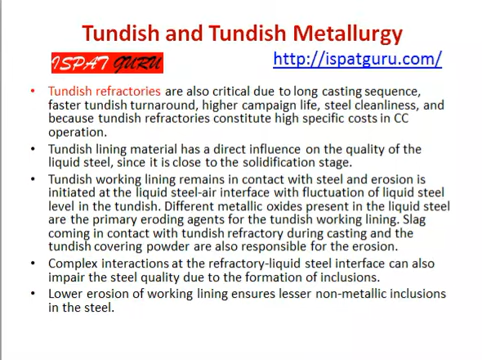 Tundish and Tundish Metallurgy
ISPAT GURU http://ispatguru.com/
• Tundish refractories are also critical due to long casting sequence,
faster tundish turnaround, higher campaign life, steel cleanliness, and
because tundish refractories constitute high specific costs in CC
operation.
• Tundish lining material has a direct influence on the quality of the
liquid steel, since it is close to the solidification stage.
• Tundish working lining remains in contact with steel and erosion is
initiated at the liquid steel-air interface with fluctuation of liquid steel
level in the tundish. Different metallic oxides present in the liquid steel
are the primary eroding agents for the tundish working lining. Slag
coming in contact with tundish refractory during casting and the
tundish covering powder are also responsible for the erosion.
• Complex interactions at the refractory-liquid steel interface can also
impair the steel quality due to the formation of inclusions.
• Lower erosion of working lining ensures lesser non-metallic inclusions
in the steel.